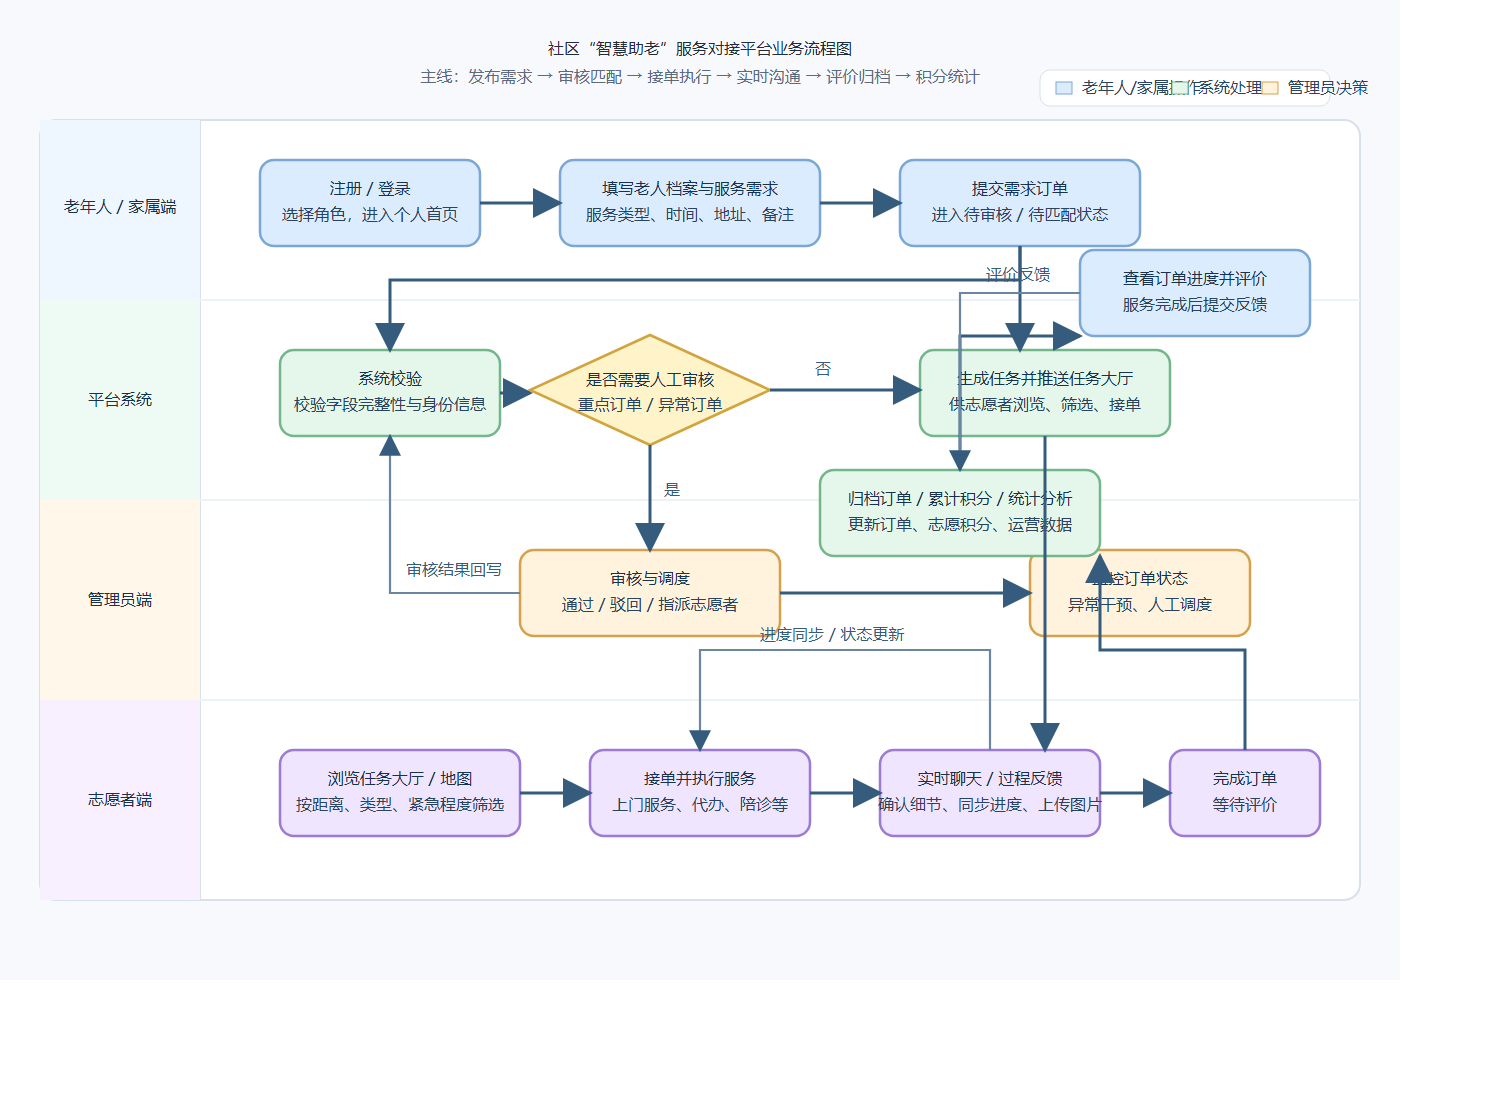 社区“智慧助老”服务对接平台业务流程图
主线：发布需求 → 审核匹配 → 接单执行 → 实时沟通 → 评价归档 → 积分统计
老年人/家属操作
系统处理
管理员决策
老年人 / 家属端
注册 / 登录
选择角色，进入个人首页
填写老人档案与服务需求
服务类型、时间、地址、备注
提交需求订单
进入待审核 / 待匹配状态
评价反馈
查看订单进度并评价
服务完成后提交反馈
平台系统
系统校验
校验字段完整性与身份信息
是否需要人工审核
重点订单 / 异常订单
否
生成任务并推送任务大厅
供志愿者浏览、筛选、接单
是
归档订单 / 累计积分 / 统计分析
更新订单、志愿积分、运营数据
管理员端
审核结果回写
审核与调度
通过 / 驳回 / 指派志愿者
监控订单状态
异常干预、人工调度
进度同步 / 状态更新
志愿者端
浏览任务大厅 / 地图
按距离、类型、紧急程度筛选
接单并执行服务
上门服务、代办、陪诊等
实时聊天 / 过程反馈
确认细节、同步进度、上传图片
完成订单
等待评价